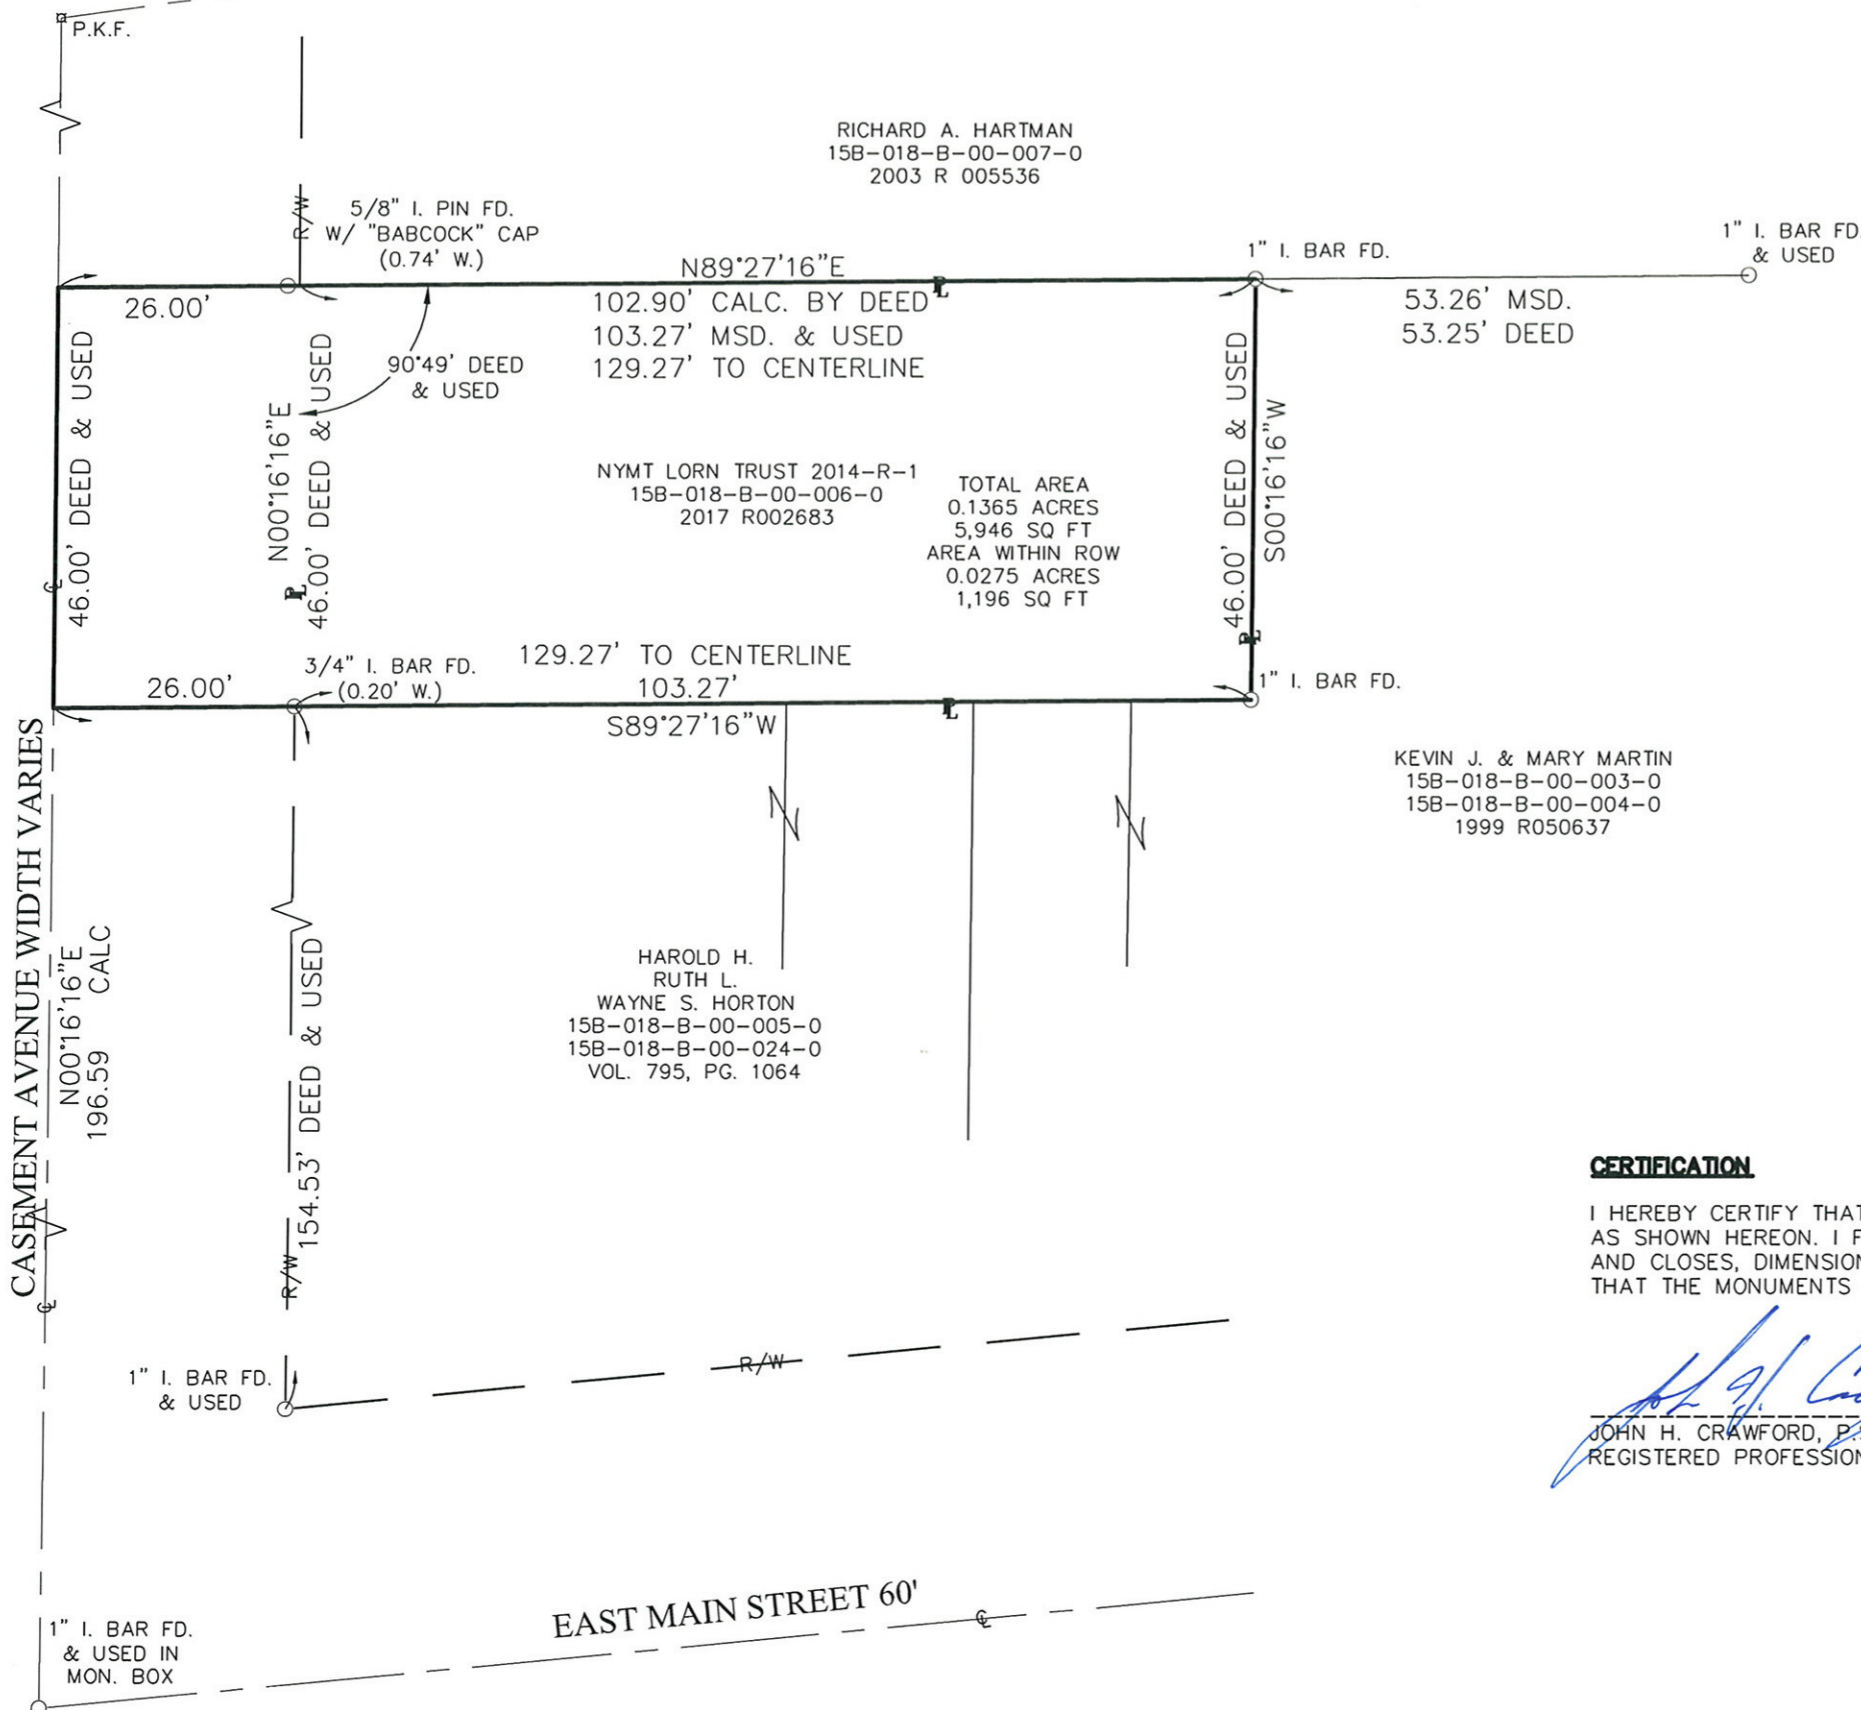 P.K.F.
RICHARD A. HARTMAN
15B-018-B-00-007-0
2003 R 005536
R/W
5/8" I. PIN FD.
W/ "BABCOCK" CAP
(0.74' W.)
N89°27'16"E
1" I. BAR FD.
1" I. BAR FD.
& USED
26.00'
102.90' CALC. BY DEED
103.27' MSD. & USED
129.27' TO CENTERLINE
PL
53.26' MSD.
53.25' DEED
46.00' DEED & USED
℄
90°49' DEED
& USED
N00°16'16"E
46.00' DEED & USED
PL
NYMT LORN TRUST 2014-R-1
15B-018-B-00-006-0
2017 R002683
TOTAL AREA
0.1365 ACRES
5,946 SQ FT
AREA WITHIN ROW
0.0275 ACRES
1,196 SQ FT
46.00' DEED & USED
S00°16'16"W
PL
26.00'
3/4" I. BAR FD.
(0.20' W.)
129.27' TO CENTERLINE
103.27'
S89°27'16"W
PL
1" I. BAR FD.
KEVIN J. & MARY MARTIN
15B-018-B-00-003-0
15B-018-B-00-004-0
1999 R050637
CASEMENT AVENUE WIDTH VARIES
N00°16'16"E
196.59 CALC
℄
154.53' DEED & USED
R/W
HAROLD H.
RUTH L.
WAYNE S. HORTON
15B-018-B-00-005-0
15B-018-B-00-024-0
VOL. 795, PG. 1064
1" I. BAR FD.
& USED
R/W
CERTIFICATION
I HEREBY CERTIFY THAT
AS SHOWN HEREON. I F
AND CLOSES, DIMENSION
THAT THE MONUMENTS
JOHN H. CRAWFORD, P.
REGISTERED PROFESSION
EAST MAIN STREET 60'
℄
1" I. BAR FD.
& USED IN
MON. BOX